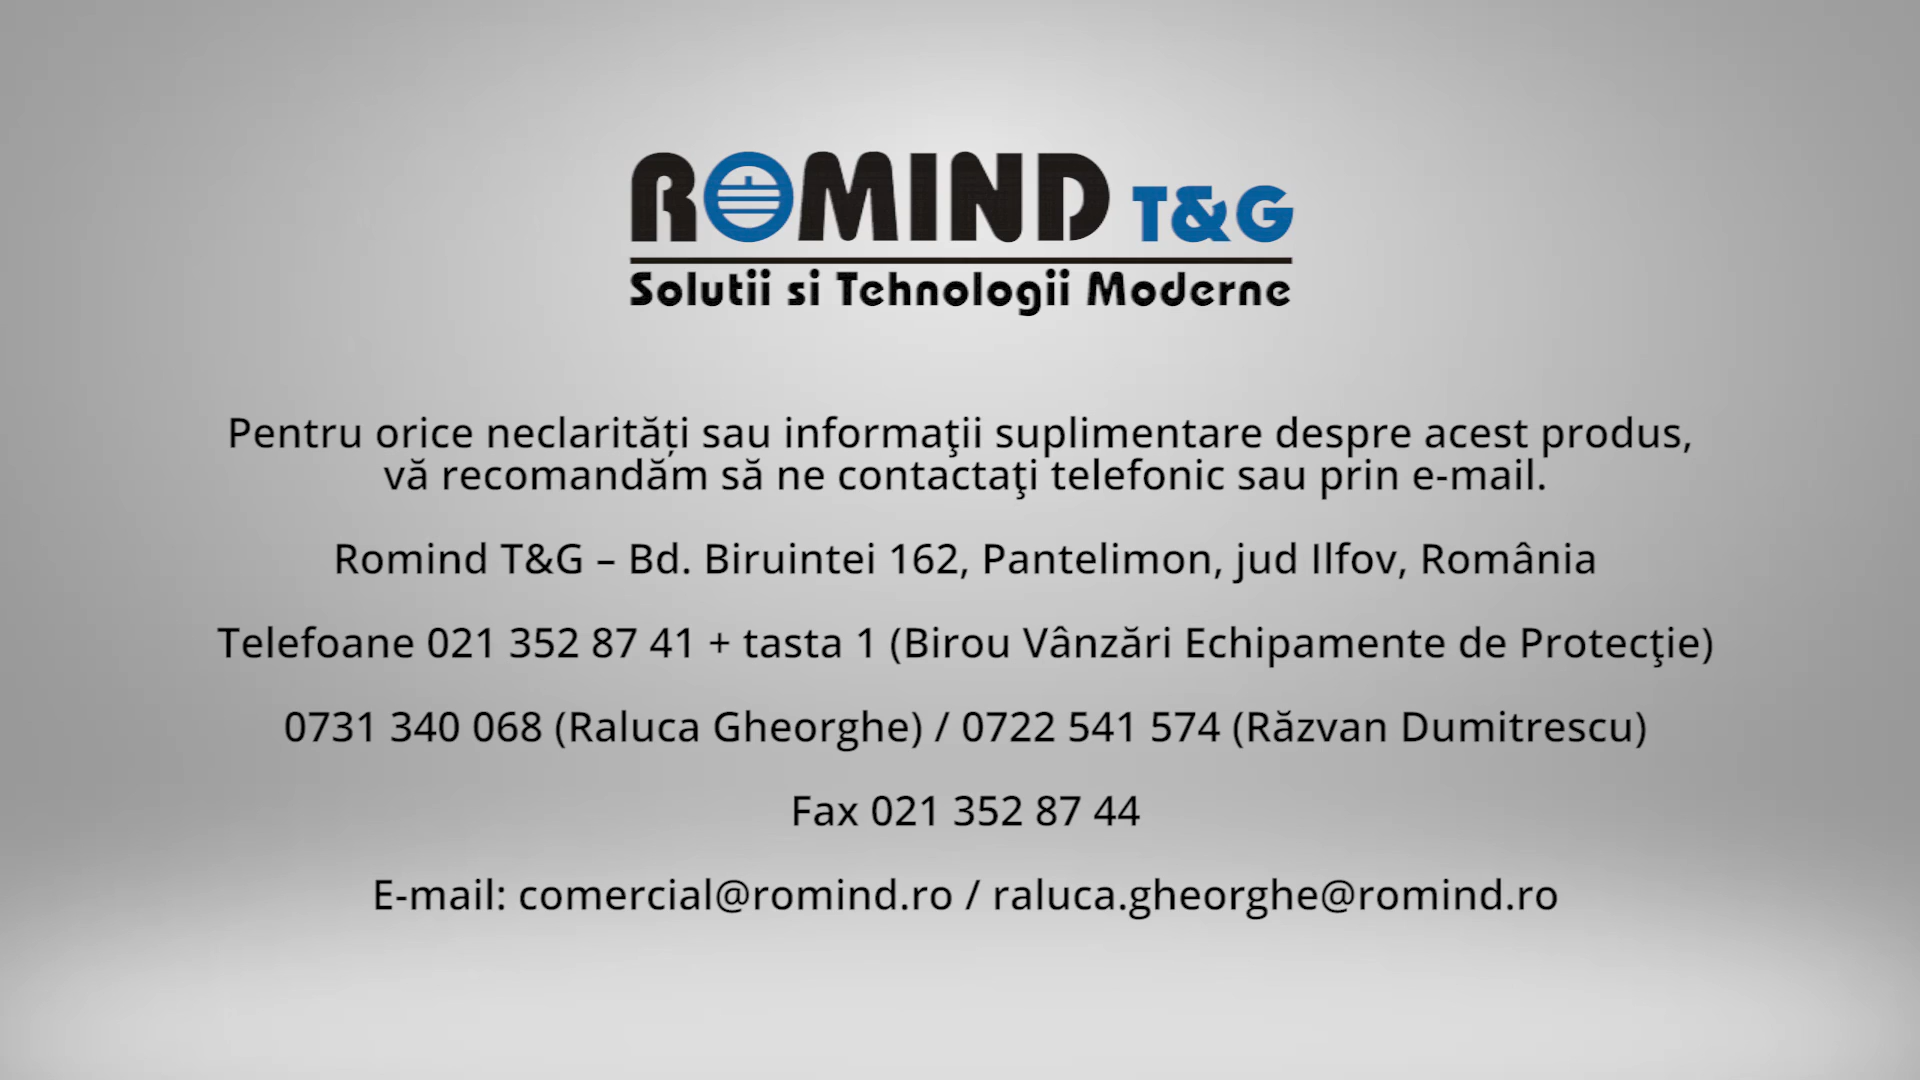 ROMIND T&G
Solutii si Tehnologii Moderne
Pentru orice neclarități sau informaţii suplimentare despre acest produs,
vă recomandăm să ne contactaţi telefonic sau prin e-mail.
Romind T&G – Bd. Biruintei 162, Pantelimon, jud Ilfov, România
Telefoane 021 352 87 41 + tasta 1 (Birou Vânzări Echipamente de Protecţie)
0731 340 068 (Raluca Gheorghe) / 0722 541 574 (Răzvan Dumitrescu)
Fax 021 352 87 44
E-mail: comercial@romind.ro / raluca.gheorghe@romind.ro